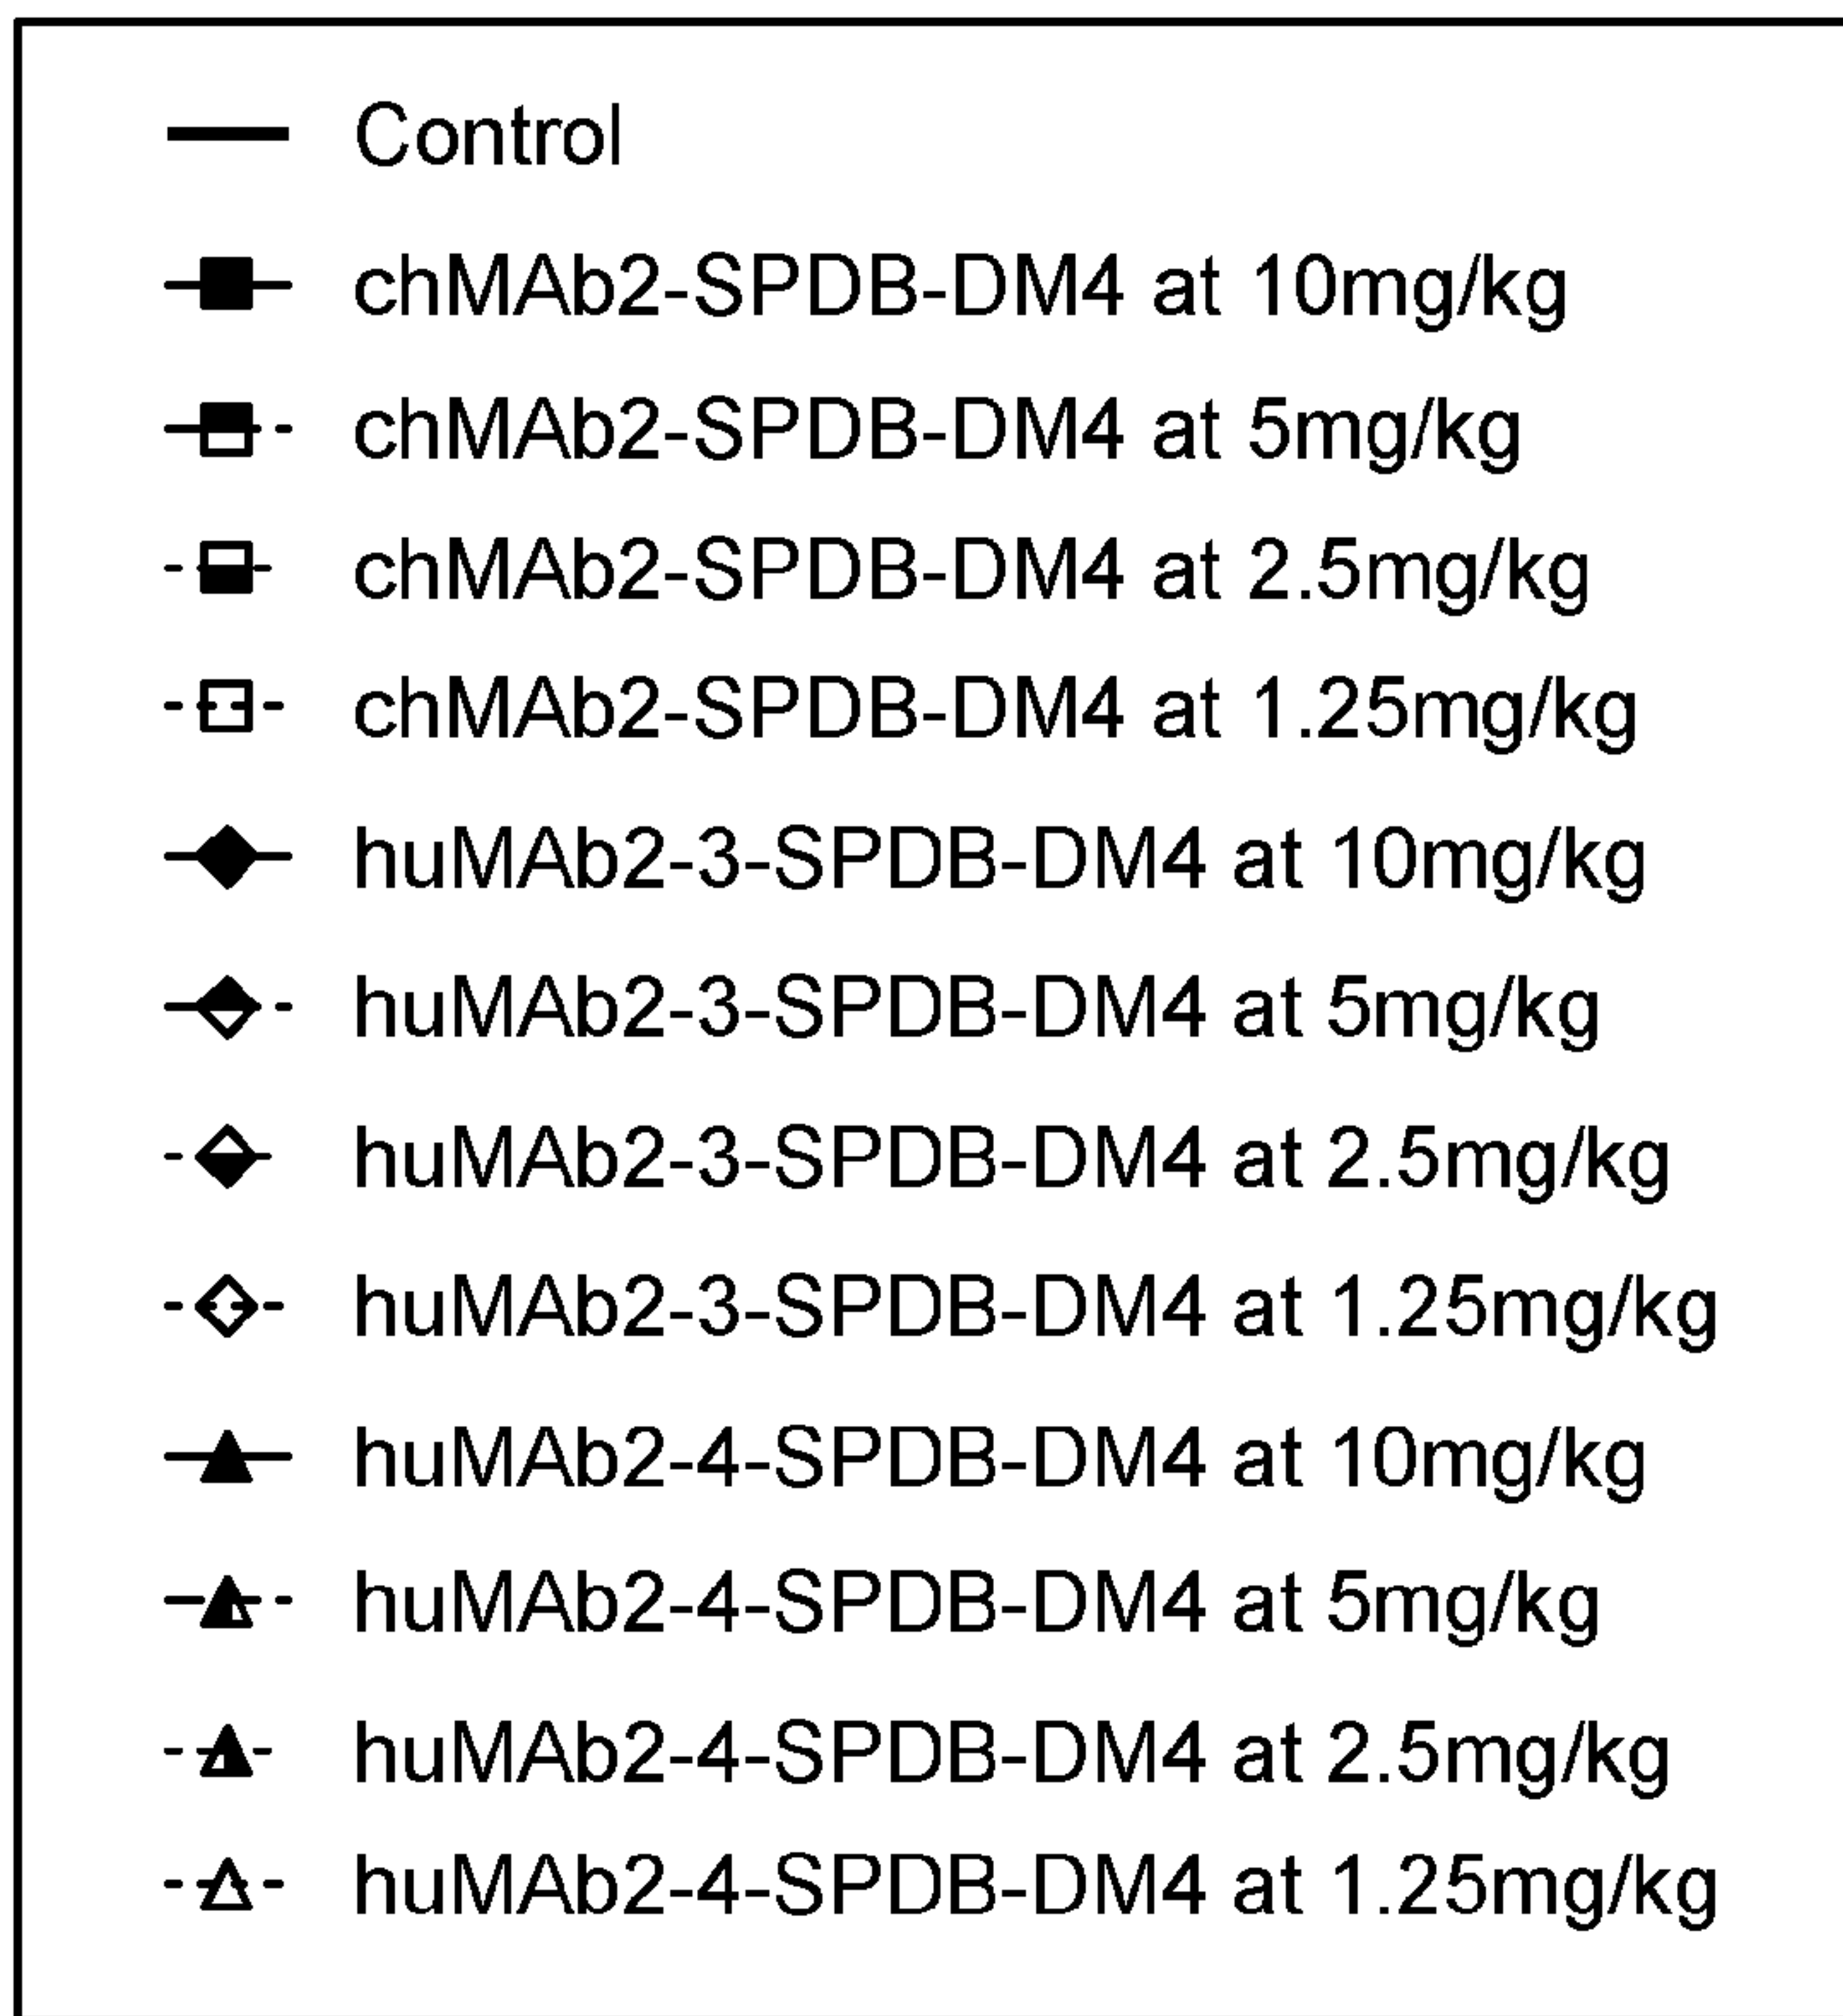 Control
chMAb2-SPDB-DM4 at 10mg/kg
chMAb2-SPDB-DM4 at 5mg/kg
chMAb2-SPDB-DM4 at 2.5mg/kg
chMAb2-SPDB-DM4 at 1.25mg/kg
huMAb2-3-SPDB-DM4 at 10mg/kg
huMAb2-3-SPDB-DM4 at 5mg/kg
huMAb2-3-SPDB-DM4 at 2.5mg/kg
huMAb2-3-SPDB-DM4 at 1.25mg/kg
huMAb2-4-SPDB-DM4 at 10mg/kg
huMAb2-4-SPDB-DM4 at 5mg/kg
huMAb2-4-SPDB-DM4 at 2.5mg/kg
huMAb2-4-SPDB-DM4 at 1.25mg/kg